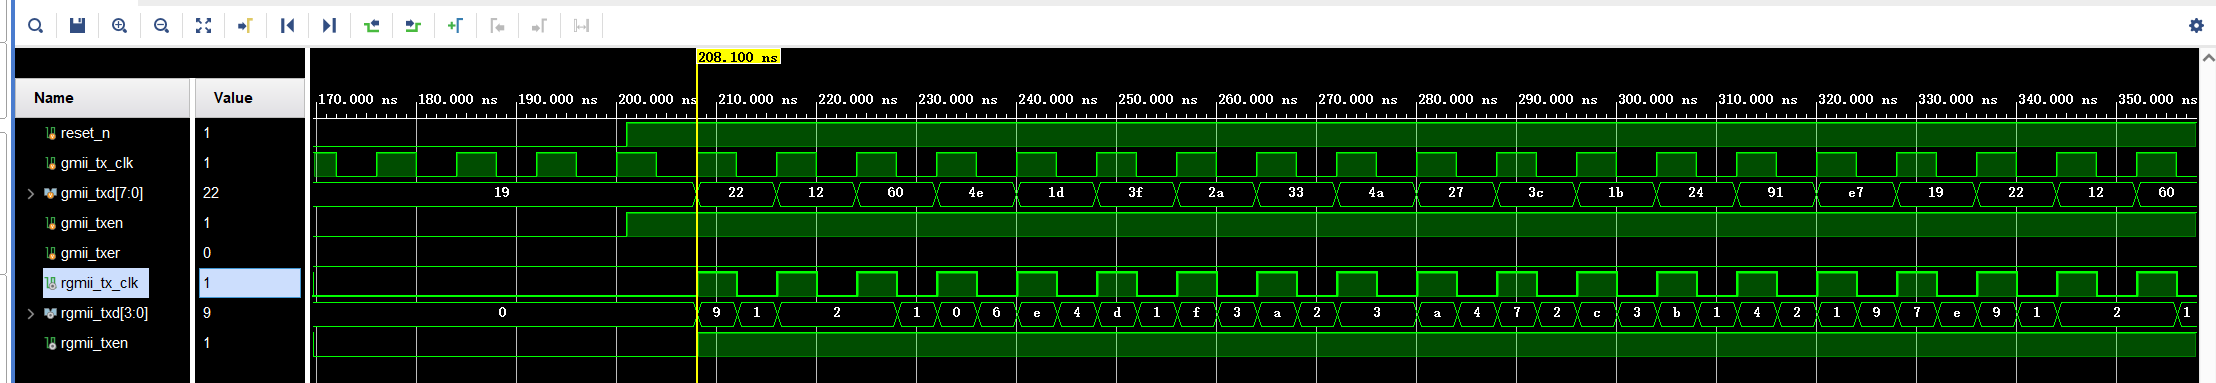 208.100 ns
Name Value
170.000 ns 180.000 ns 190.000 ns 200.000 ns 210.000 ns 220.000 ns 230.000 ns 240.000 ns 250.000 ns 260.000 ns 270.000 ns 280.000 ns 290.000 ns 300.000 ns 310.000 ns 320.000 ns 330.000 ns 340.000 ns 350.000 ns
reset_n 1
gmii_tx_clk 1
gmii_txd[7:0] 22 19 22 12 60 4e 1d 3f 2a 33 4a 27 3c 1b 24 91 e7 19 22 12 60
gmii_txen 1
gmii_txer 0
rgmii_tx_clk 1
rgmii_txd[3:0] 9 0 9 1 2 1 0 6 e 4 d 1 f 3 a 2 3 a 4 7 2 c 3 b 1 4 2 1 9 7 e 9 1 2 1
rgmii_txen 1